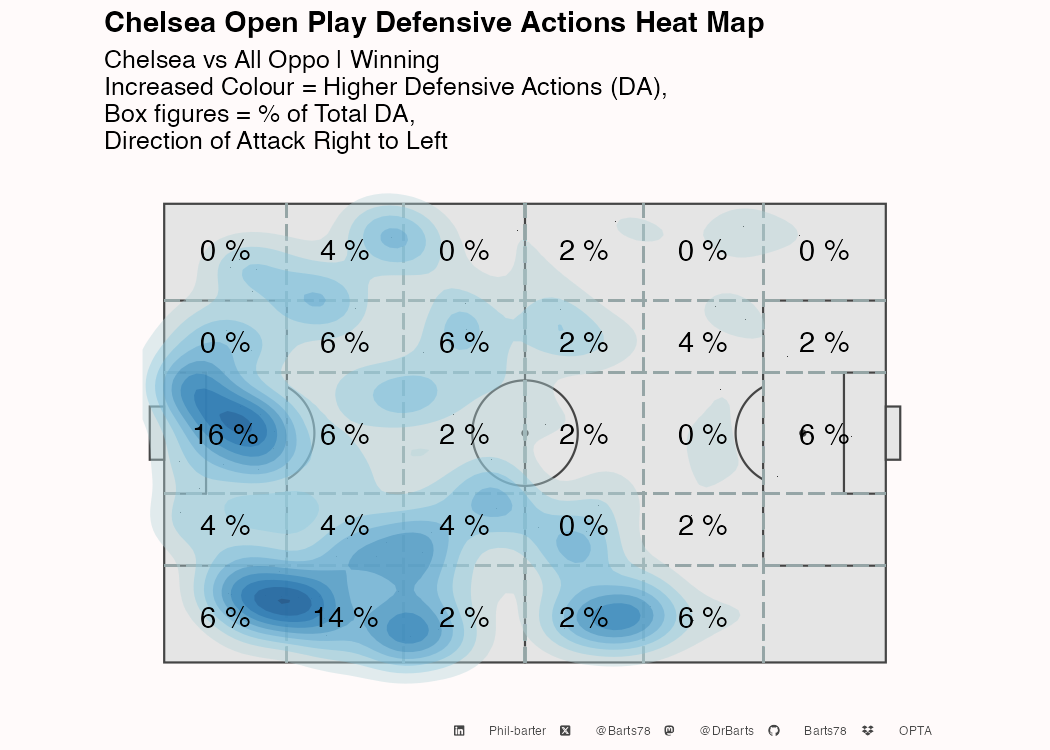 Chelsea Open Play Defensive Actions Heat Map
Chelsea vs All Oppo | Winning
Increased Colour = Higher Defensive Actions (DA),
Box figures = % of Total DA,
Direction of Attack Right to Left
0 % 4 % 0 % 2 % 0 % 0 %
0 % 6 % 6 % 2 % 4 % 2 %
16 % 6 % 2 % 2 % 0 % 6 %
4 % 4 % 4 % 0 % 2 %
6 % 14 % 2 % 2 % 6 %
Phil-barter @Barts78 @DrBarts Barts78 OPTA